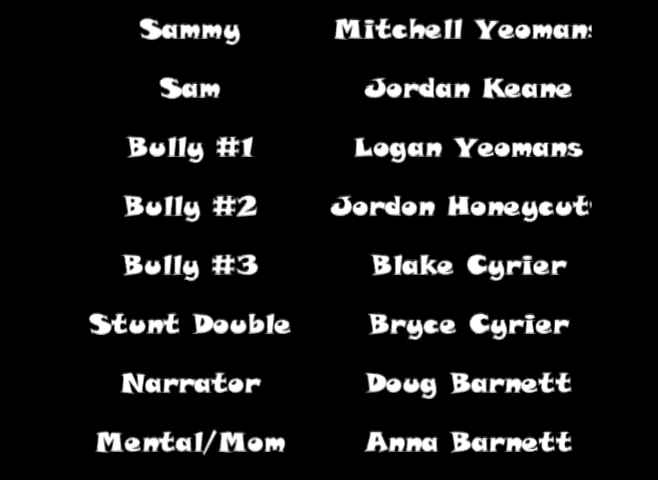 Sammy Mitchell Yeomans
Sam Jordan Keane
Bully #1 Logan Yeomans
Bully #2 Jordon Honeycut
Bully #3 Blake Cyrier
Stunt Double Bryce Cyrier
Narrator Doug Barnett
Mental/Mom Anna Barnett